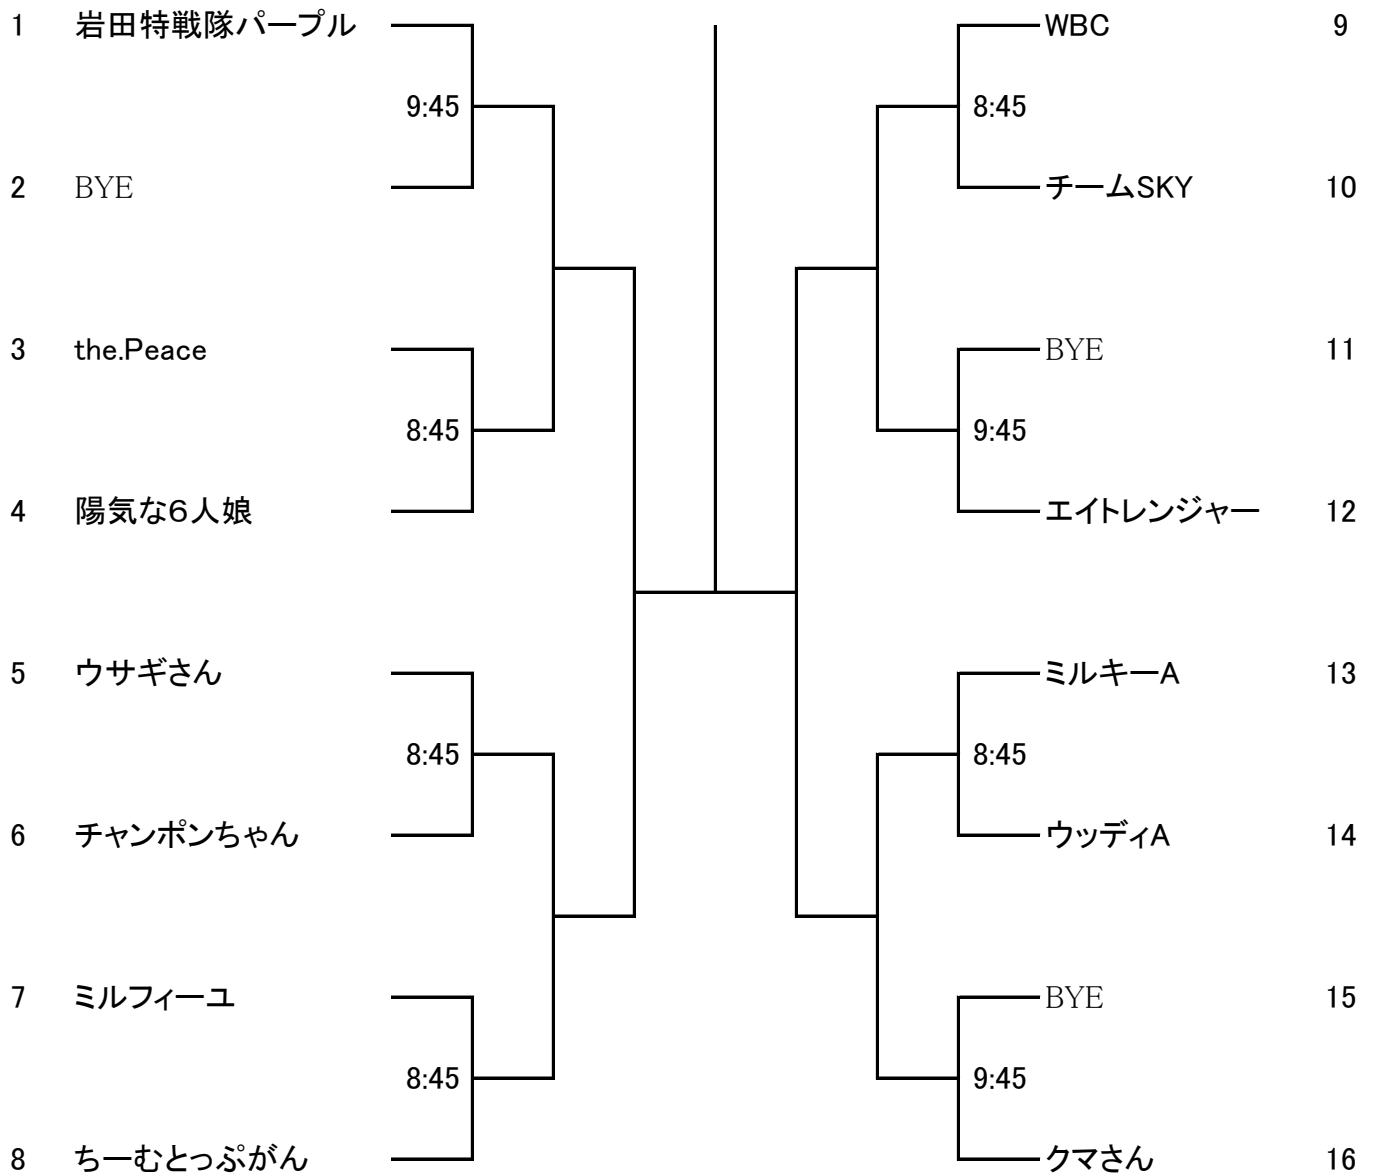 1 岩田特戦隊パープル
9:45
2 BYE
3 the.Peace
8:45
4 陽気な6人娘
5 ウサギさん
8:45
6 チャンポンちゃん
7 ミルフィーユ
8:45
8 ちーむとっぷがん
WBC 9
8:45
チームSKY 10
BYE 11
9:45
エイトレンジャー 12
ミルキーA 13
8:45
ウッディA 14
BYE 15
9:45
クマさん 16